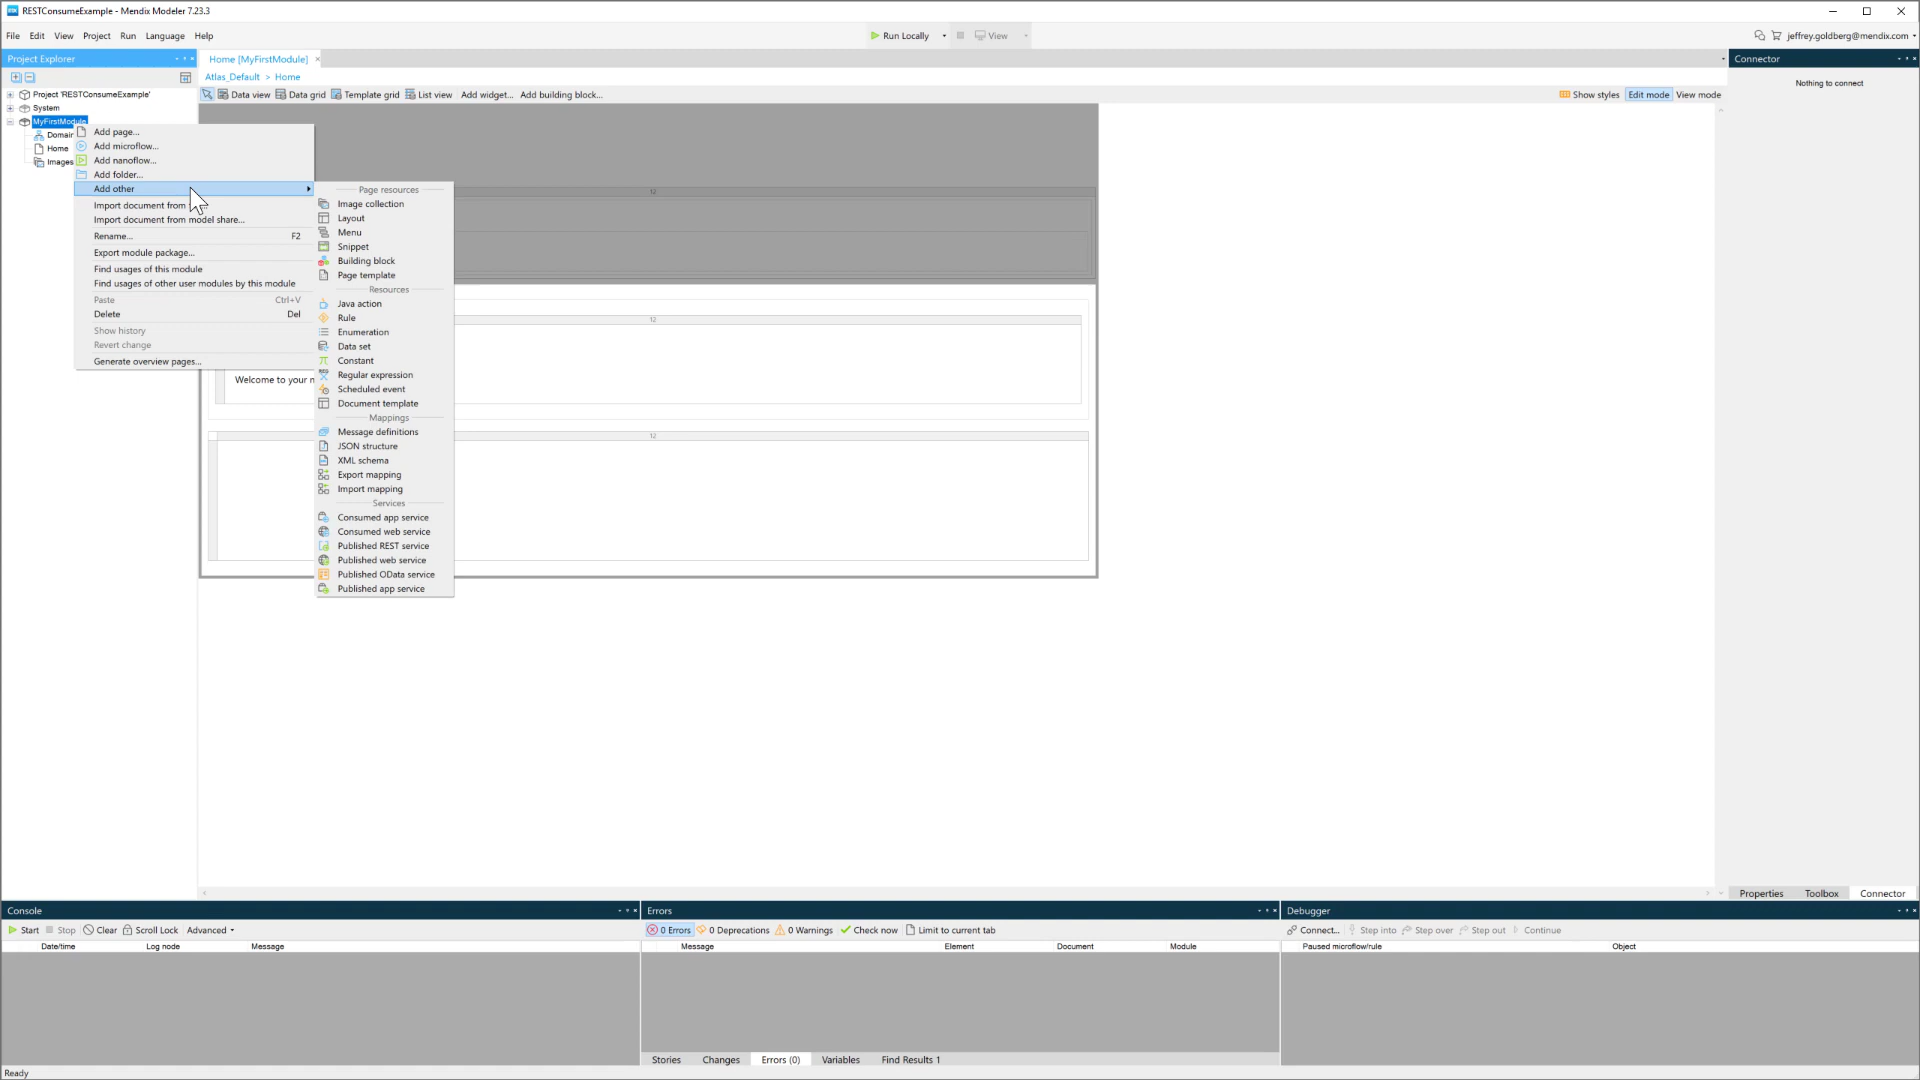 RESTConsumeExample - Mendix Modeler 7.23.3
File Edit View Project Run Language Help
Run Locally View
jeffrey.goldberg@mendix.com
Project Explorer
Home [MyFirstModule]
Connector
Atlas_Default > Home
Nothing to connect
Project 'RESTConsumeExample'
Data view Data grid Template grid List view Add widget... Add building block...
Show styles Edit mode View mode
System
MyFirstModule
Domain
Home
Images
Add page...
Add microflow...
Add nanoflow...
Add folder...
Add other
Import document from
Import document from model share...
Rename... F2
Export module package...
Find usages of this module
Find usages of other user modules by this module
Paste Ctrl+V
Delete Del
Show history
Revert change
Generate overview pages...
Page resources
Image collection
Layout
Menu
Snippet
Building block
Page template
Resources
Java action
Rule
Enumeration
Data set
Constant
Regular expression
Scheduled event
Document template
Mappings
Message definitions
JSON structure
XML schema
Export mapping
Import mapping
Services
Consumed app service
Consumed web service
Published REST service
Published web service
Published OData service
Published app service
12
12
Welcome to your
12
Properties Toolbox Connector
Console
Start Stop Clear Scroll Lock Advanced
Date/time Log node Message
Errors
0 Errors 0 Deprecations 0 Warnings Check now Limit to current tab
Message Element Document Module
Debugger
Connect... Step into Step over Step out Continue
Paused microflow/rule Object
Stories Changes Errors (0) Variables Find Results 1
Ready